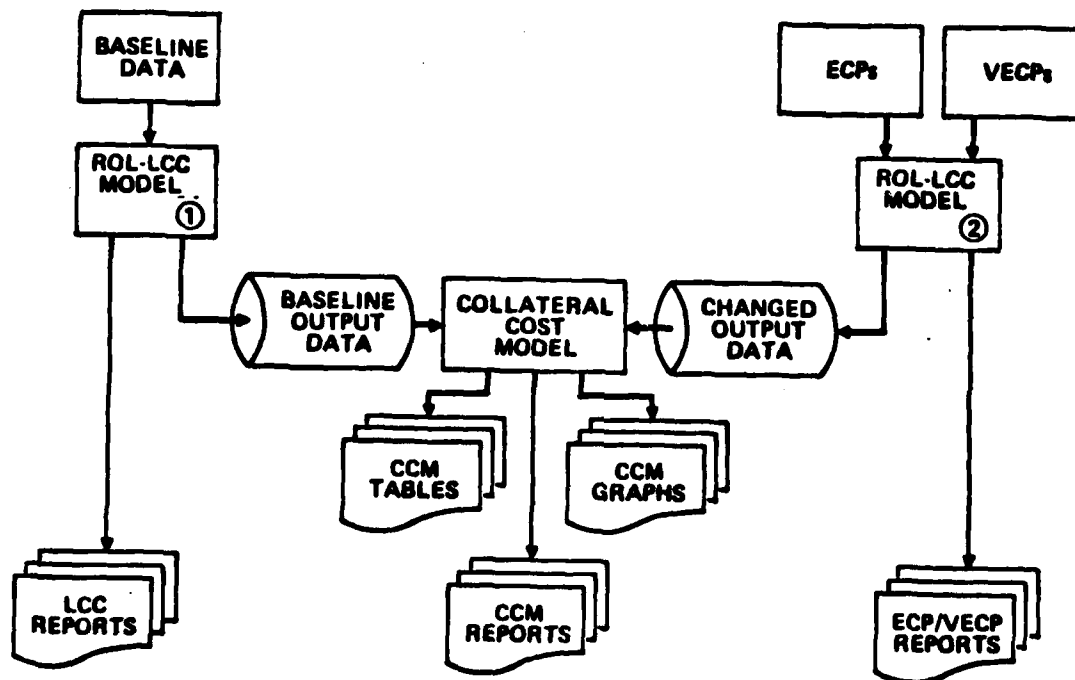 BASELINE
DATA
ECPs
VECPs
ROL-LCC
MODEL
①
ROL-LCC
MODEL
②
BASELINE
OUTPUT
DATA
COLLATERAL
COST
MODEL
CHANGED
OUTPUT
DATA
CCM
TABLES
CCM
GRAPHS
LCC
REPORTS
CCM
REPORTS
ECP/VECP
REPORTS